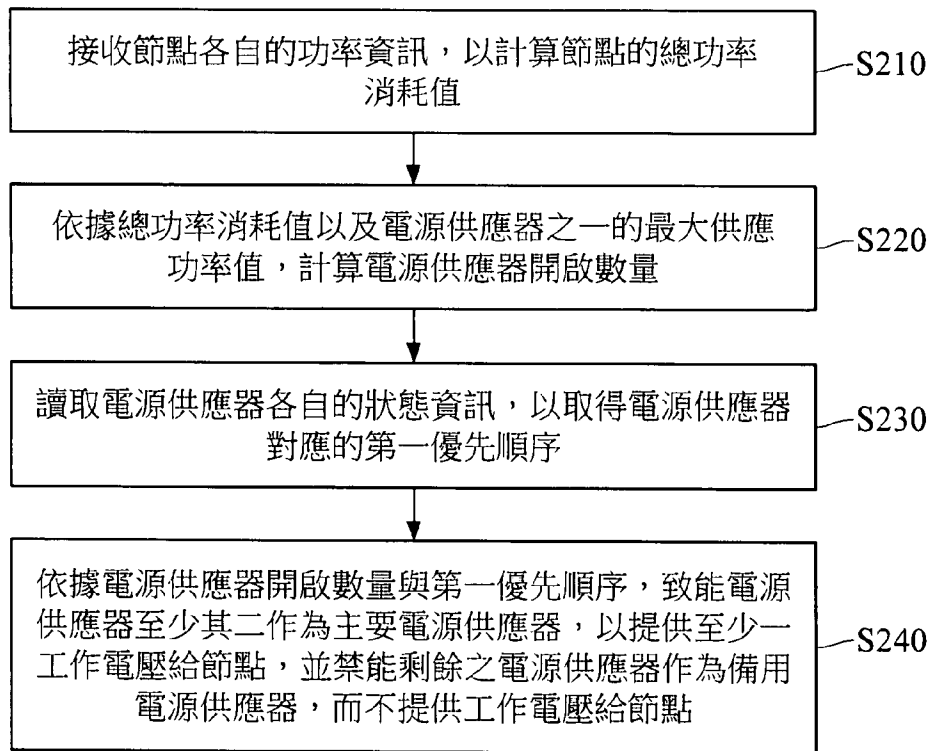 接收節點各自的功率資訊，以計算節點的總功率
消耗值
S210
依據總功率消耗值以及電源供應器之一的最大供應
功率值，計算電源供應器開啟數量
S220
讀取電源供應器各自的狀態資訊，以取得電源供應器
對應的第一優先順序
S230
依據電源供應器開啟數量與第一優先順序，致能電源
供應器至少其二作為主要電源供應器，以提供至少一
工作電壓給節點，並禁能剩餘之電源供應器作為備用
電源供應器，而不提供工作電壓給節點
S240